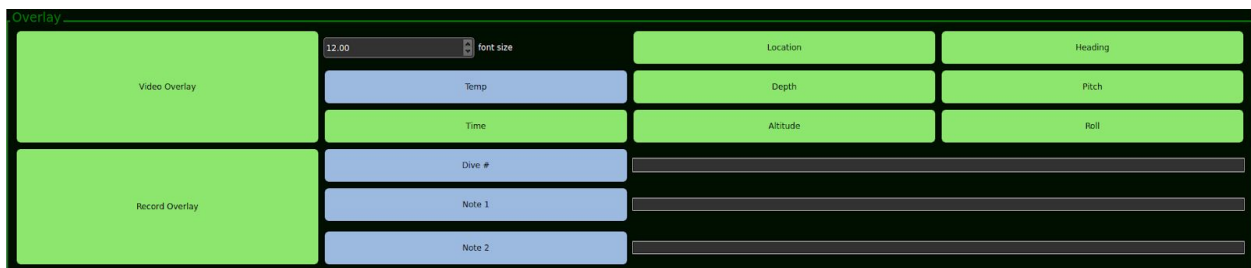 Overlay
Video Overlay
12.00 font size
Location
Heading
Temp
Depth
Pitch
Time
Altitude
Roll
Record Overlay
Dive #
Note 1
Note 2